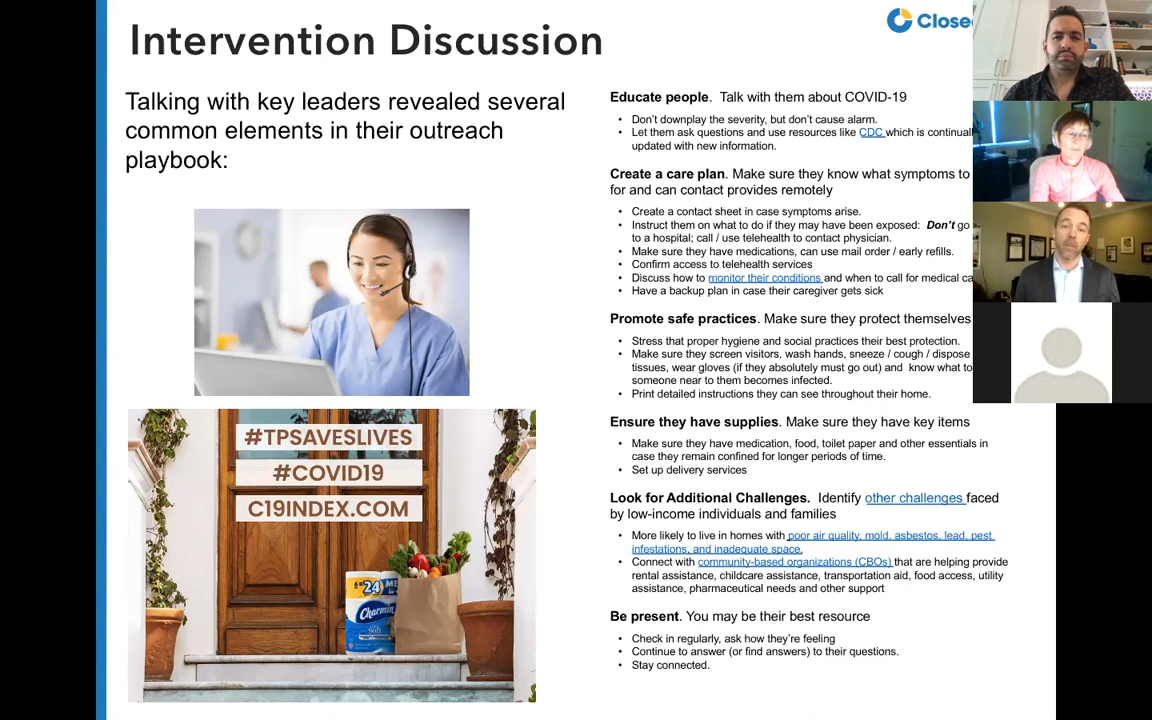 Intervention Discussion
Close
Talking with key leaders revealed several
common elements in their outreach
playbook:
#TPSAVESLIVES
#COVID19
C19INDEX.COM
24
Charmin
Educate people. Talk with them about COVID-19
• Don't downplay the severity, but don't cause alarm.
• Let them ask questions and use resources like CDC which is continual
updated with new information.
Create a care plan. Make sure they know what symptoms to
for and can contact provides remotely
• Create a contact sheet in case symptoms arise.
• Instruct them on what to do if they may have been exposed: Don't go
to a hospital; call / use telehealth to contact physician.
• Make sure they have medications, can use mail order / early refills.
• Confirm access to telehealth services
• Discuss how to monitor their conditions and when to call for medical ca
• Have a backup plan in case their caregiver gets sick
Promote safe practices. Make sure they protect themselves
• Stress that proper hygiene and social practices their best protection.
• Make sure they screen visitors, wash hands, sneeze / cough / dispose
tissues, wear gloves (if they absolutely must go out) and know what to
someone near to them becomes infected.
• Print detailed instructions they can see throughout their home.
Ensure they have supplies. Make sure they have key items
• Make sure they have medication, food, toilet paper and other essentials in
case they remain confined for longer periods of time.
• Set up delivery services
Look for Additional Challenges. Identify other challenges faced
by low-income individuals and families
• More likely to live in homes with poor air quality, mold, asbestos, lead, pest
infestations, and inadequate space.
• Connect with community-based organizations (CBOs) that are helping provide
rental assistance, childcare assistance, transportation aid, food access, utility
assistance, pharmaceutical needs and other support
Be present. You may be their best resource
• Check in regularly, ask how they're feeling
• Continue to answer (or find answers) to their questions.
• Stay connected.